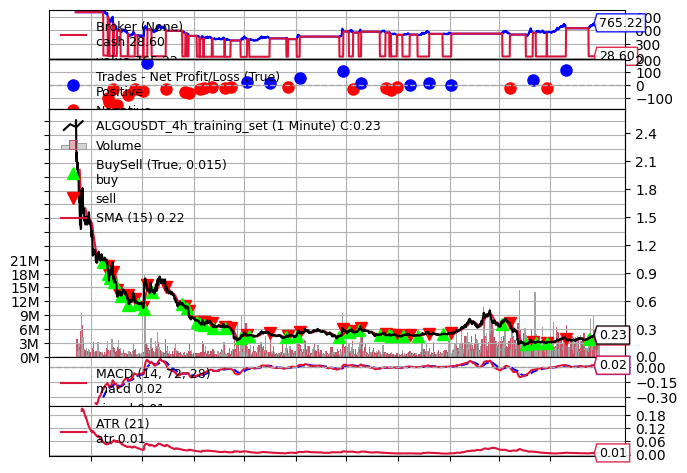 Broker (None)
cash 28.60
765.22
300
28.60
200
Trades - Net Profit/Loss (True)
Positive
100
0
−100
ALGOUSDT_4h_training_set (1 Minute) C:0.23
Volume
BuySell (True, 0.015)
buy
sell
SMA (15) 0.22
2.4
2.1
1.8
1.5
1.2
0.9
0.6
0.3
0.0
0.23
21M
18M
15M
12M
9M
6M
3M
0M
MACD (14, 72, 28)
macd 0.02
0.02
0.00
−0.15
−0.30
ATR (21)
atr 0.01
0.18
0.12
0.06
0.00
0.01